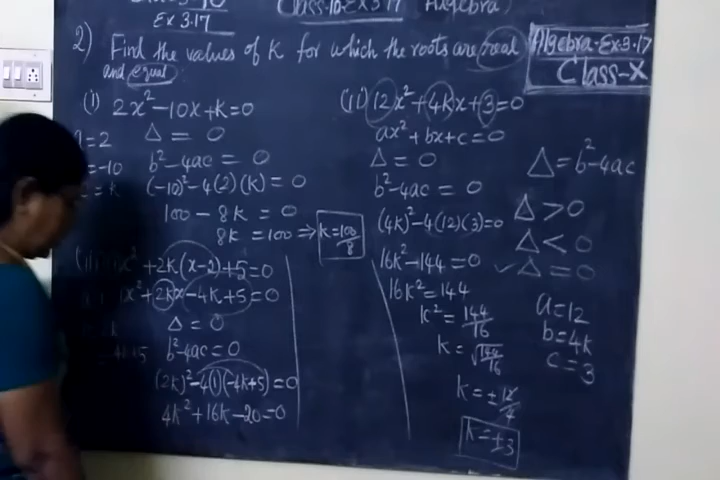 Class-10-Ex 3.17 Algebra)
Ex 3.17
2) Find the values of K for which the roots are real
and equal
Algebra-Ex-3.17
Class-X
(i) 2x²-10x+K=0
=2 Δ = 0
=-10 b²-4ac = 0
=K (-10)²-4(2)(K) = 0
100-8K = 0
8K =100 ⇒ K=100/8
x²+2K(x-2)+5=0
x²+2Kx-4K+5=0
Δ = 0
b²-4ac=0
(2K)²-4(1)(-4K+5)=0
4K²+16K-20=0
12x²+4Kx+3=0
ax²+bx+c=0
Δ = 0
b²-4ac = 0
(4K)²-4(12)(3)=0
16K²-144=0
16K²=144
K²=144/16
K=√144/16
K=±12/4
K=±3
Δ=b²-4ac
Δ>0
Δ<0
✓Δ=0
a=12
b=4K
c=3